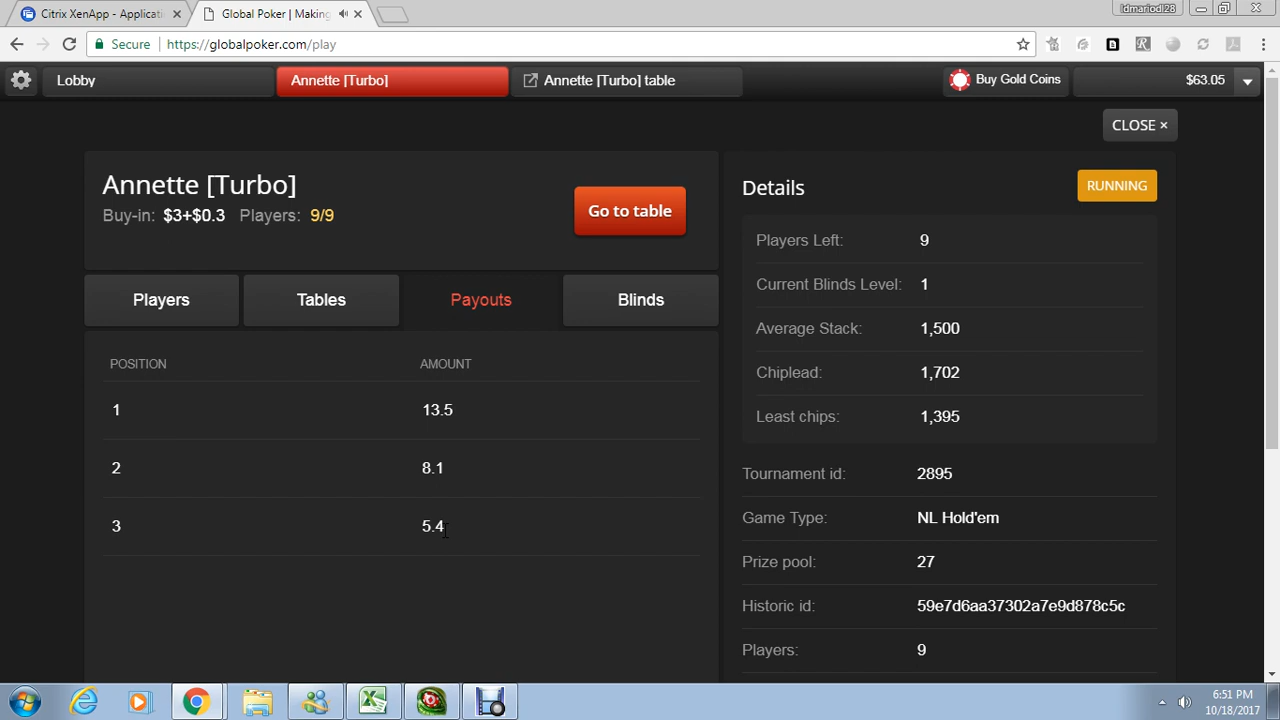 Citrix XenApp - Applicati
Global Poker | Making
ldmariod128
Secure
https://globalpoker.com/play
Lobby
Annette [Turbo]
Annette [Turbo] table
Buy Gold Coins
$63.05
CLOSE ×
Annette [Turbo]
Buy-in: $3+$0.3 Players: 9/9
Go to table
Players
Tables
Payouts
Blinds
POSITION AMOUNT
1 13.5
2 8.1
3 5.4
Details
RUNNING
Players Left: 9
Current Blinds Level: 1
Average Stack: 1,500
Chiplead: 1,702
Least chips: 1,395
Tournament id: 2895
Game Type: NL Hold'em
Prize pool: 27
Historic id: 59e7d6aa37302a7e9d878c5c
Players: 9
6:51 PM
10/18/2017